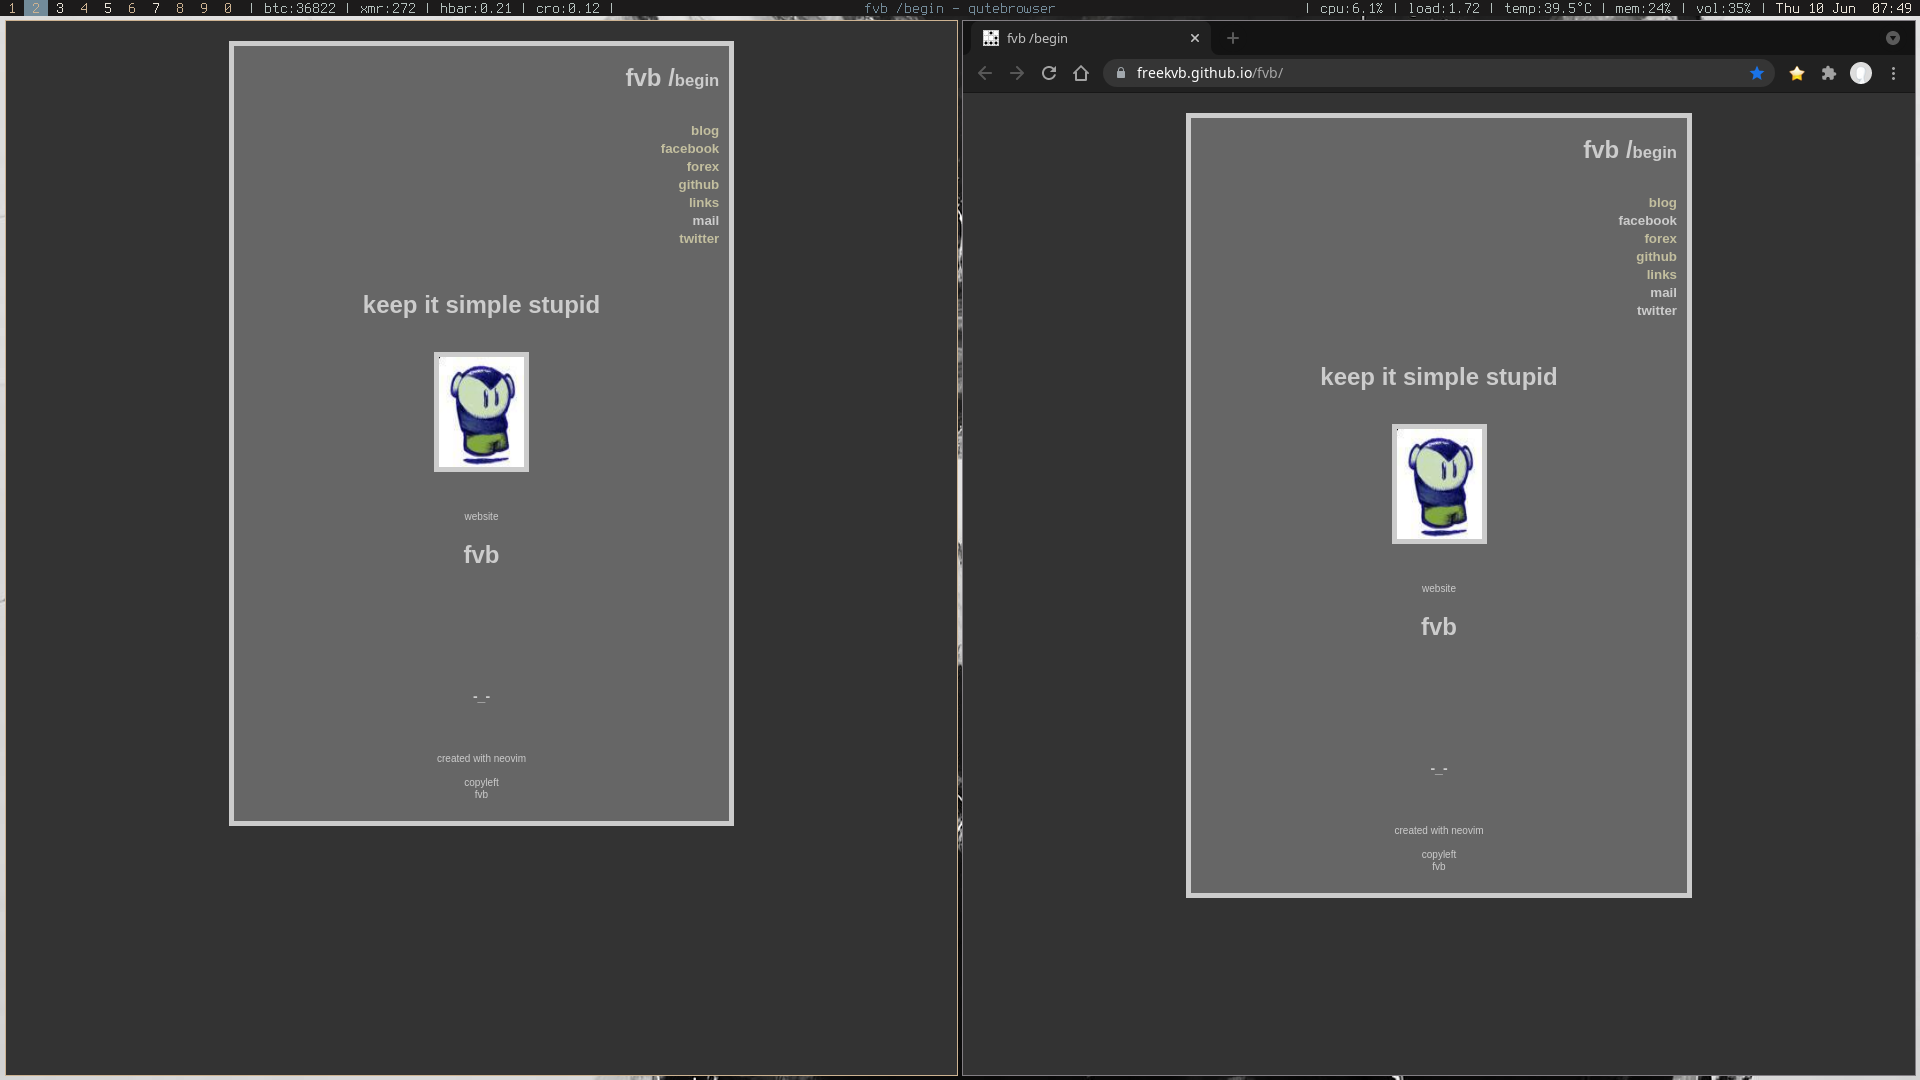 1 2 3 4 5 6 7 8 9 0 | btc:36822 | xmr:272 | hbar:0.21 | cro:0.12 |
fvb /begin - qutebrowser
| cpu:6.1% | load:1.72 | temp:39.5°C | mem:24% | vol:35% | Thu 10 Jun 07:49
fvb /begin
blog
facebook
forex
github
links
mail
twitter
keep it simple stupid
website
fvb
-_-
created with neovim
copyleft
fvb
fvb /begin
freekvb.github.io/fvb/
fvb /begin
blog
facebook
forex
github
links
mail
twitter
keep it simple stupid
website
fvb
-_-
created with neovim
copyleft
fvb